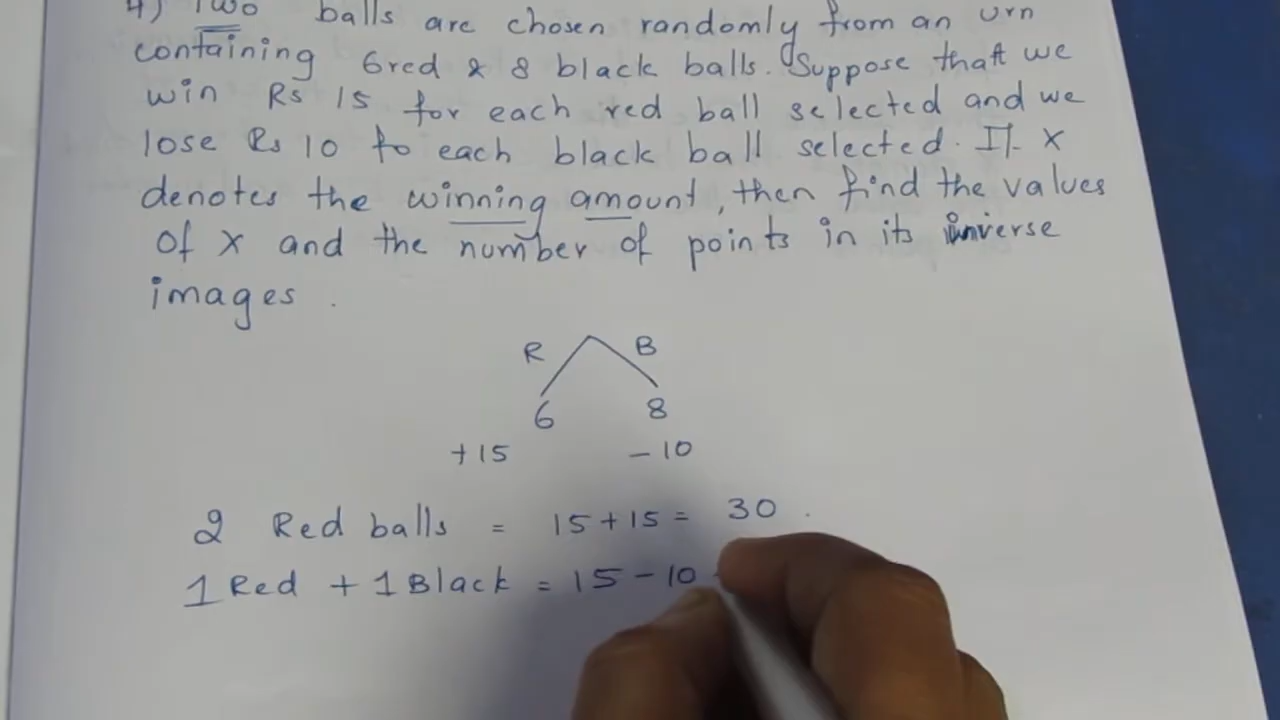 4) Two balls are chosen randomly from an urn
containing 6 red & 8 black balls. Suppose that we
win Rs 15 for each red ball selected and we
lose Rs 10 fo each black ball selected. If X
denotes the winning amount, then find the values
of X and the number of points in its inverse
images.
R B
6 8
+15 -10
2 Red balls = 15+15 = 30
1 Red + 1 Black = 15-10